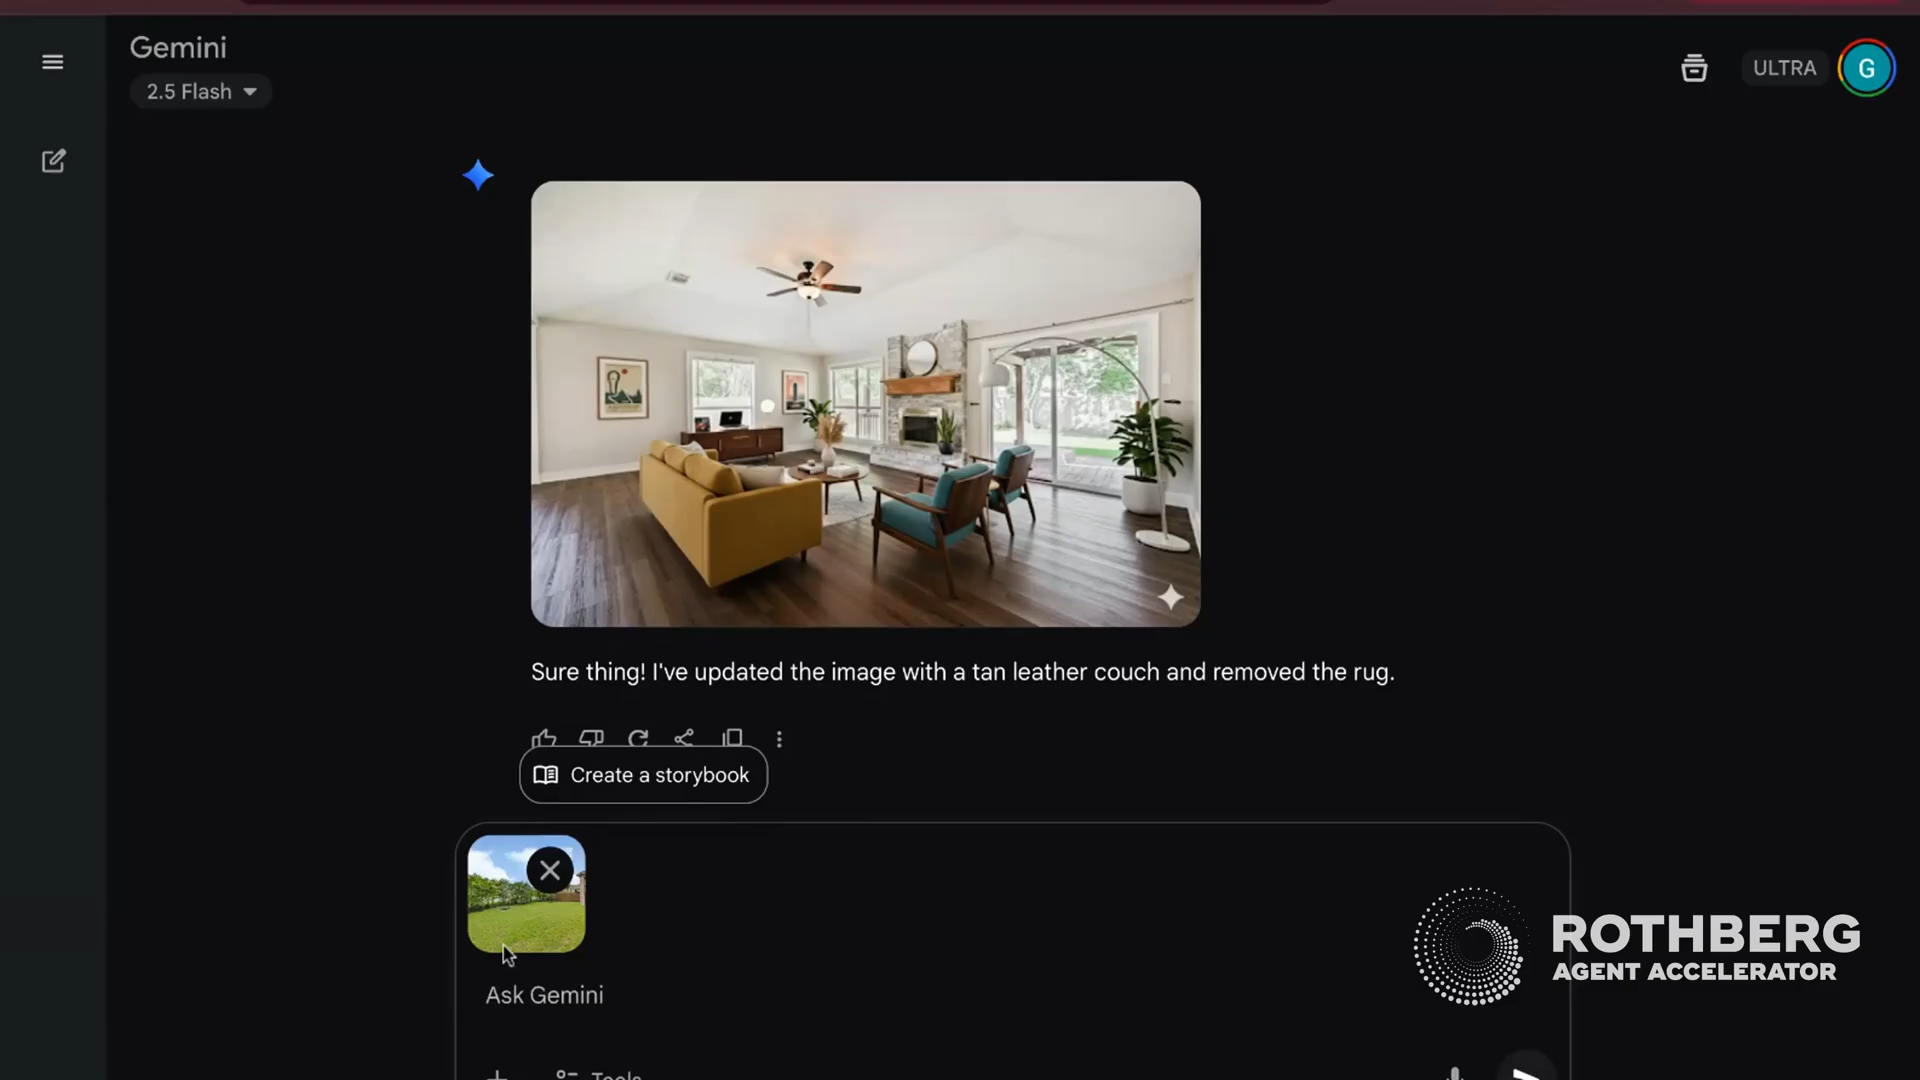 Gemini
2.5 Flash
ULTRA
G
Sure thing! I've updated the image with a tan leather couch and removed the rug.
Create a storybook
Ask Gemini
Tools
ROTHBERG
AGENT ACCELERATOR